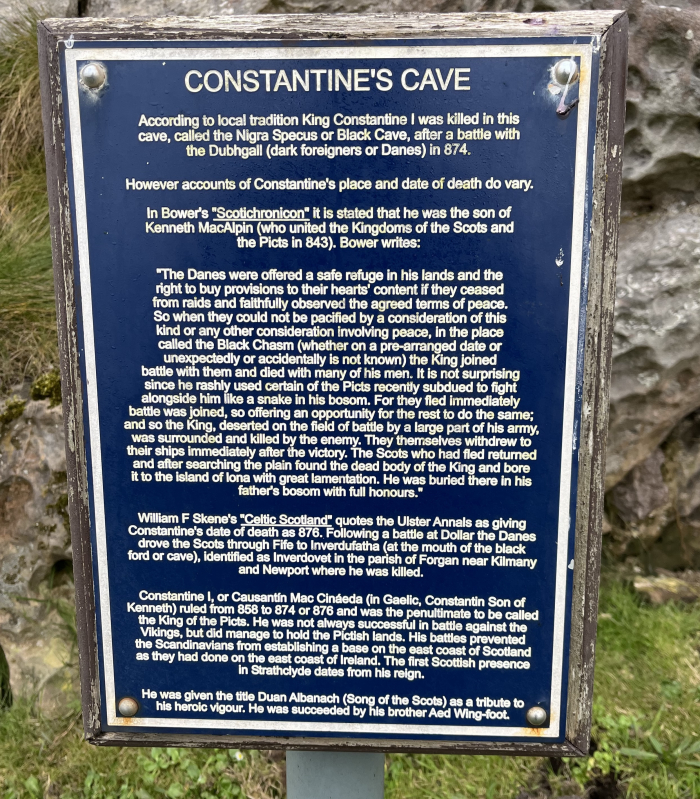 CONSTANTINE'S CAVE
According to local tradition King Constantine I was killed in this
cave, called the Nigra Specus or Black Cave, after a battle with
the Dubhgall (dark foreigners or Danes) in 874.
However accounts of Constantine's place and date of death do vary.
In Bower's "Scotichronicon" it is stated that he was the son of
Kenneth MacAlpin (who united the Kingdoms of the Scots and
the Picts in 843). Bower writes:
"The Danes were offered a safe refuge in his lands and the
right to buy provisions to their hearts' content if they ceased
from raids and faithfully observed the agreed terms of peace.
So when they could not be pacified by a consideration of this
kind or any other consideration involving peace, in the place
called the Black Chasm (whether on a pre-arranged date or
unexpectedly or accidentally is not known) the King joined
battle with them and died with many of his men. It is not surprising
since he rashly used certain of the Picts recently subdued to fight
alongside him like a snake in his bosom. For they fled immediately
battle was joined, so offering an opportunity for the rest to do the same;
and so the King, deserted on the field of battle by a large part of his army,
was surrounded and killed by the enemy. They themselves withdrew to
their ships immediately after the victory. The Scots who had fled returned
and after searching the plain found the dead body of the King and bore
it to the island of Iona with great lamentation. He was buried there in his
father's bosom with full honours."
William F Skene's "Celtic Scotland" quotes the Ulster Annals as giving
Constantine's date of death as 876. Following a battle at Dollar the Danes
drove the Scots through Fife to Inverdufatha (at the mouth of the black
ford or cave), identified as Inverdovet in the parish of Forgan near Kilmany
and Newport where he was killed.
Constantine I, or Causantin Mac Cináeda (in Gaelic, Constantin Son of
Kenneth) ruled from 858 to 874 or 876 and was the penultimate to be called
the King of the Picts. He was not always successful in battle against the
Vikings, but did manage to hold the Pictish lands. His battles prevented
the Scandinavians from establishing a base on the east coast of Scotland
as they had done on the east coast of Ireland. The first Scottish presence
in Strathclyde dates from his reign.
He was given the title Duan Albanach (Song of the Scots) as a tribute to
his heroic vigour. He was succeeded by his brother Aed Wing-foot.